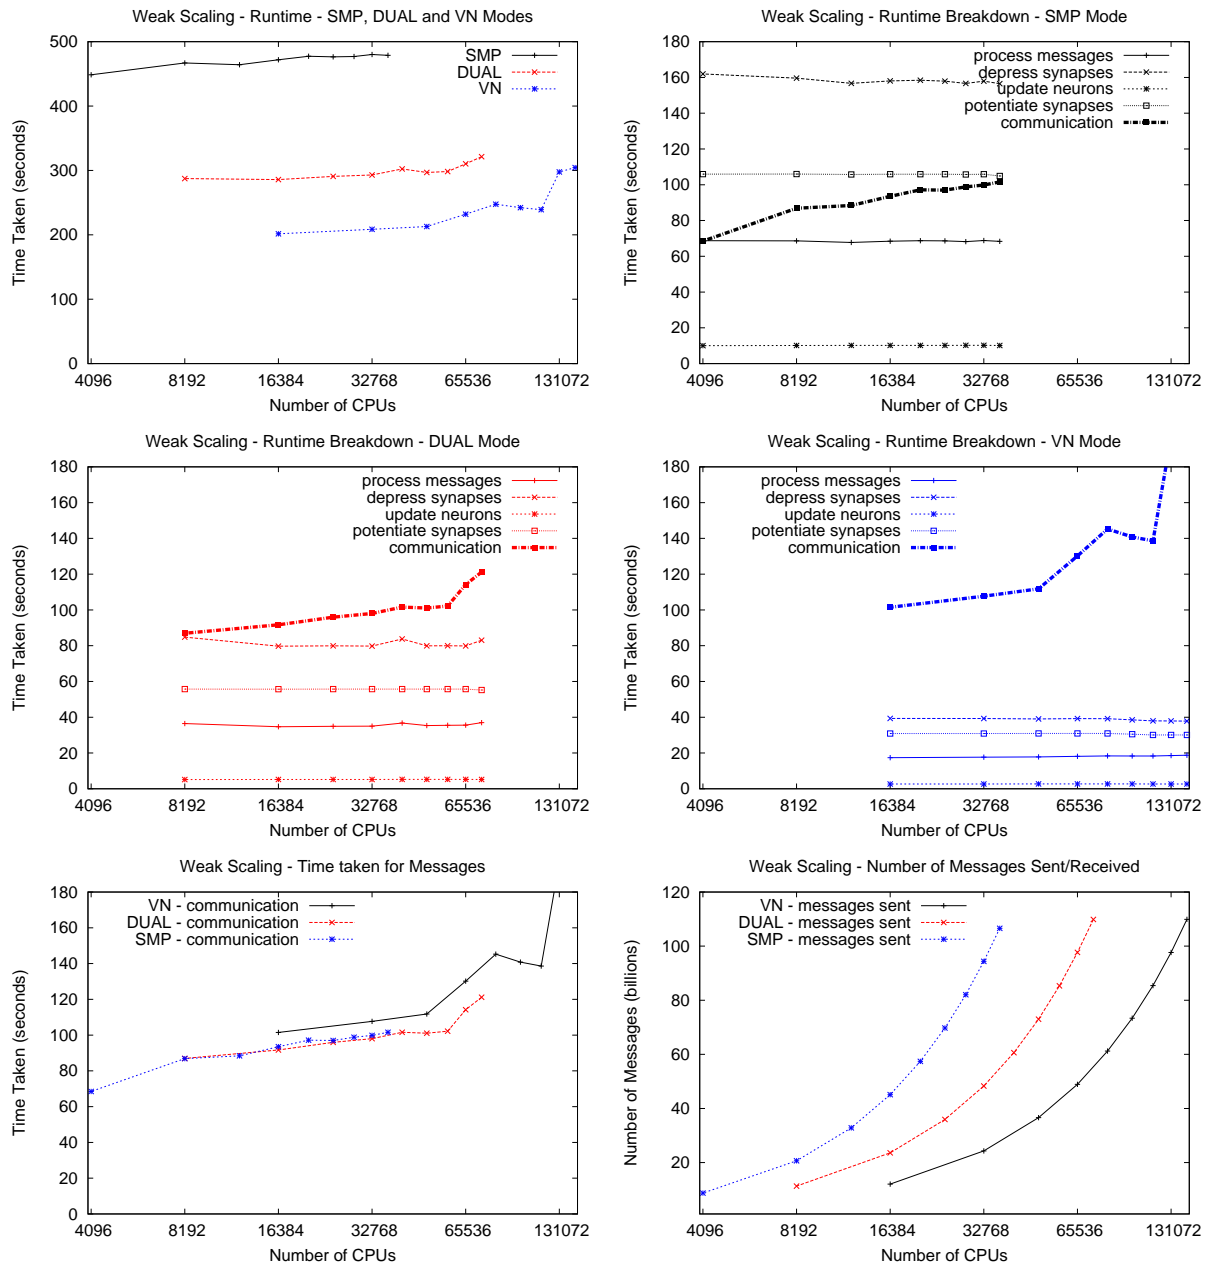 Weak Scaling - Runtime - SMP, DUAL and VN Modes
500
400
300
200
100
0
Time Taken (seconds)
SMP
DUAL
VN
4096 8192 16384 32768 65536 131072
Number of CPUs
Weak Scaling - Runtime Breakdown - SMP Mode
180
160
140
120
100
80
60
40
20
0
Time Taken (seconds)
process messages
depress synapses
update neurons
potentiate synapses
communication
4096 8192 16384 32768 65536 131072
Number of CPUs
Weak Scaling - Runtime Breakdown - DUAL Mode
180
160
140
120
100
80
60
40
20
0
Time Taken (seconds)
process messages
depress synapses
update neurons
potentiate synapses
communication
4096 8192 16384 32768 65536 131072
Number of CPUs
Weak Scaling - Runtime Breakdown - VN Mode
180
160
140
120
100
80
60
40
20
0
Time Taken (seconds)
process messages
depress synapses
update neurons
potentiate synapses
communication
4096 8192 16384 32768 65536 131072
Number of CPUs
Weak Scaling - Time taken for Messages
180
160
140
120
100
80
60
40
20
0
Time Taken (seconds)
VN - communication
DUAL - communication
SMP - communication
4096 8192 16384 32768 65536 131072
Number of CPUs
Weak Scaling - Number of Messages Sent/Received
120
100
80
60
40
20
Number of Messages (billions)
VN - messages sent
DUAL - messages sent
SMP - messages sent
4096 8192 16384 32768 65536 131072
Number of CPUs